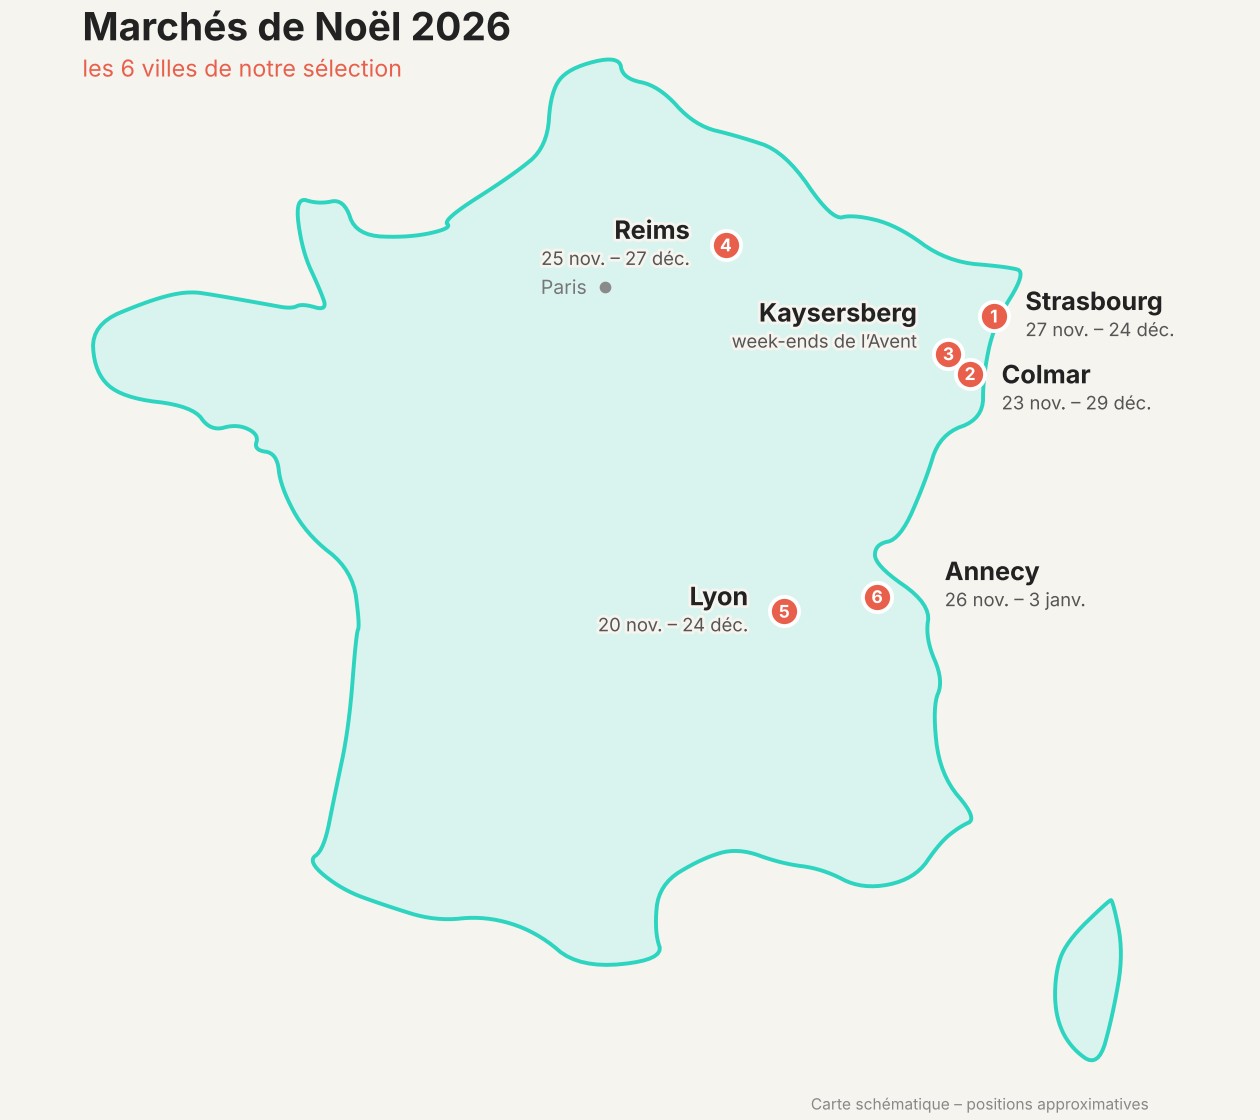 Marchés de Noël 2026
les 6 villes de notre sélection
Reims
25 nov. – 27 déc.
4
Paris
Kaysersberg
week-ends de l’Avent
3
1
Strasbourg
27 nov. – 24 déc.
2
Colmar
23 nov. – 29 déc.
Annecy
26 nov. – 3 janv.
6
Lyon
20 nov. – 24 déc.
5
Carte schématique – positions approximatives